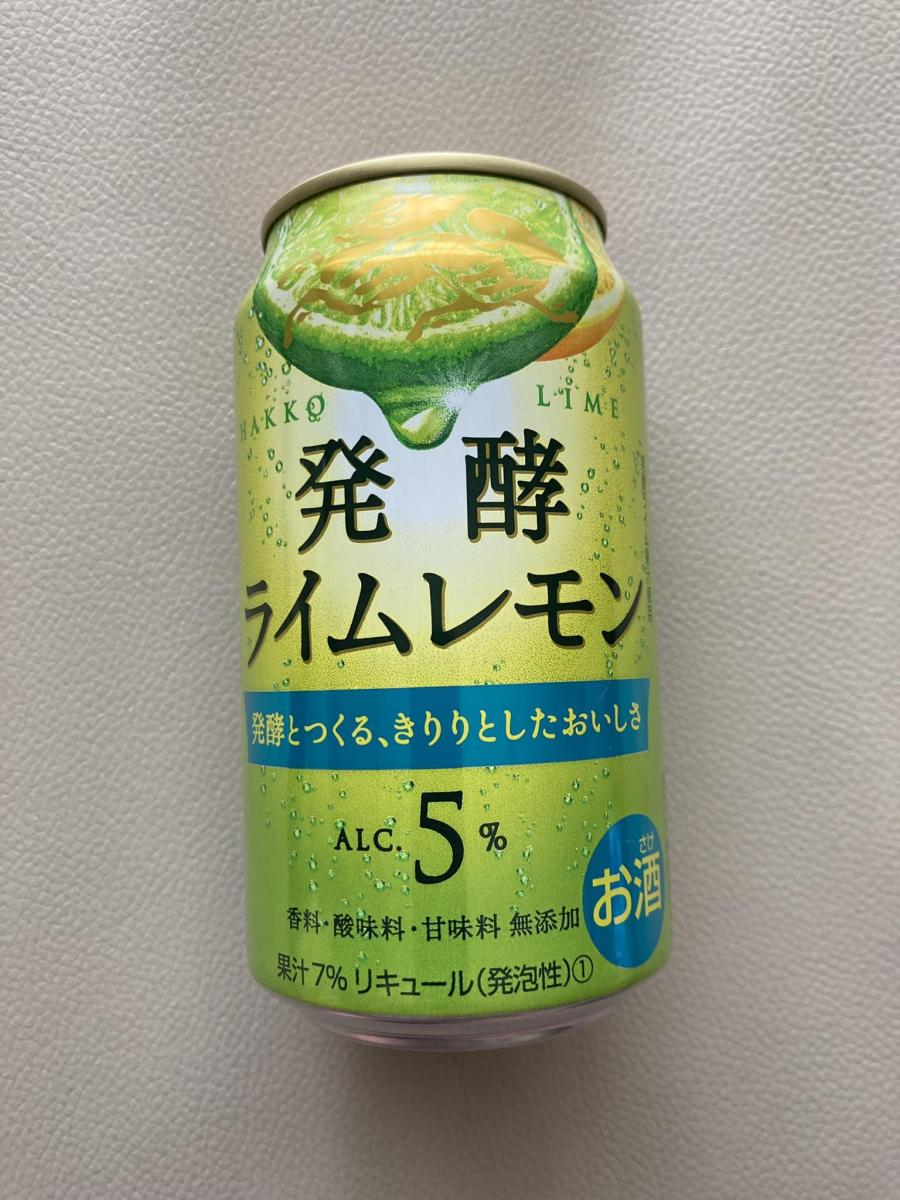 HAKKO LIME
発酵
ライムレモン
発酵とつくる、きりりとしたおいしさ
ALC. 5%
さけ
お酒
香料・酸味料・甘味料 無添加
果汁7% リキュール(発泡性)①